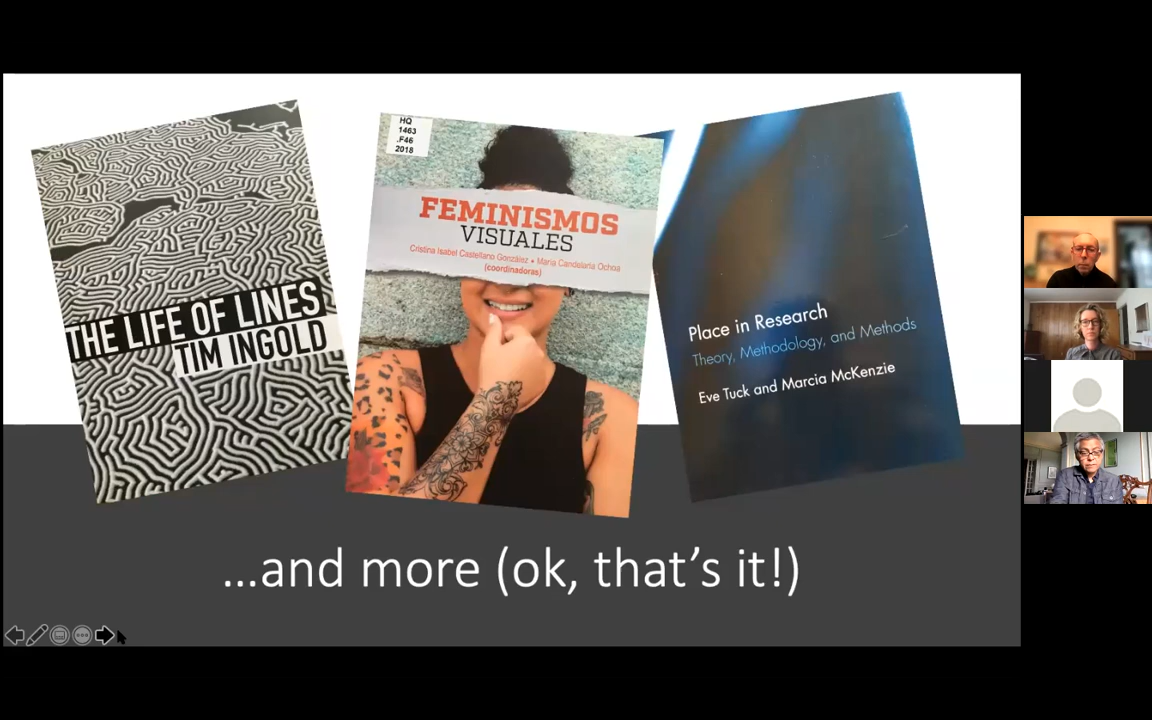 THE LIFE OF LINES
TIM INGOLD
HQ
1463
.F46
2018
FEMINISMOS
VISUALES
Cristina Isabel Castellano González • María Candelaria Ochoa
(coordinadoras)
Place in Research
Theory, Methodology, and Methods
Eve Tuck and Marcia McKenzie
...and more (ok, that's it!)